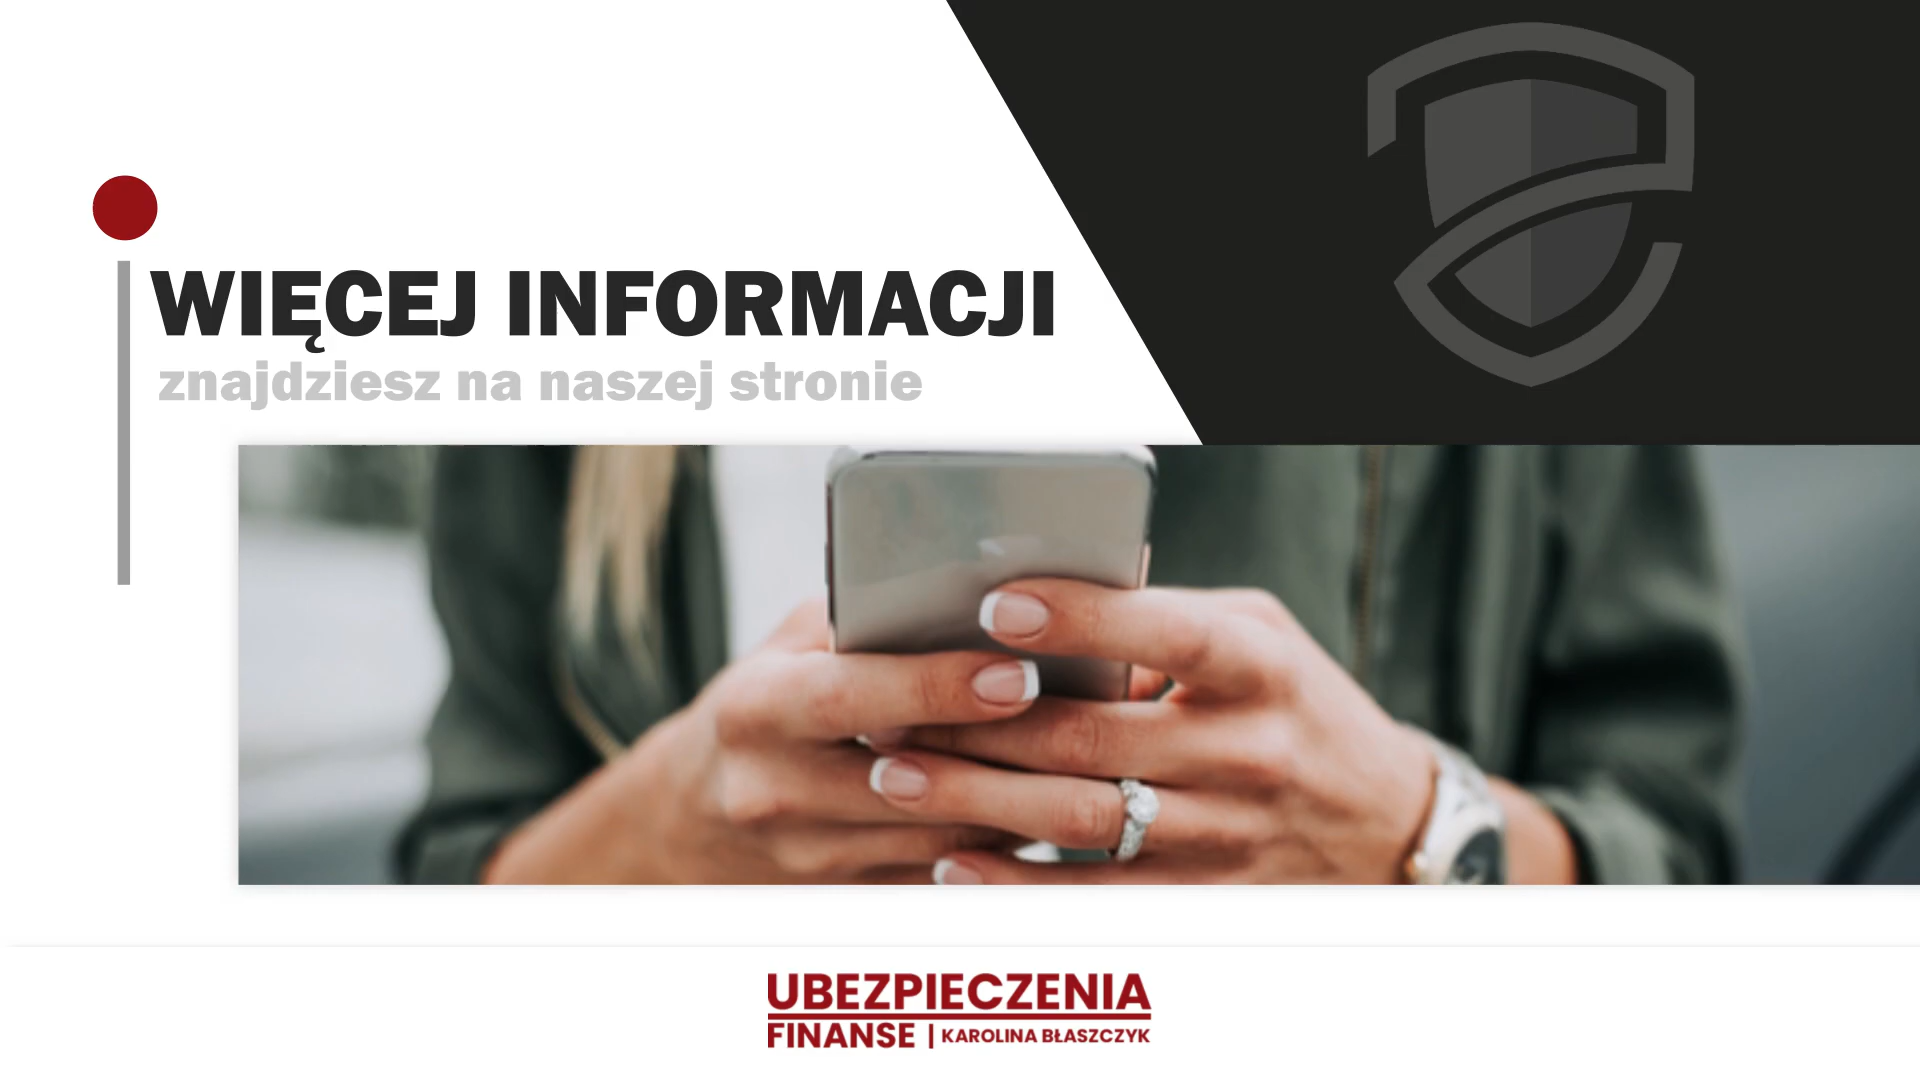 WIĘCEJ INFORMACJI
znajdziesz na naszej stronie
UBEZPIECZENIA
FINANSE | KAROLINA BŁASZCZYK